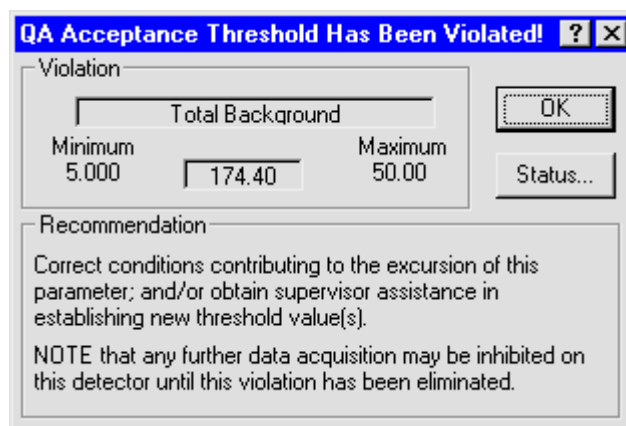 QA Acceptance Threshold Has Been Violated! ? ×
Violation
Total Background
OK
Minimum Maximum
5.000 174.40 50.00
Status...
Recommendation
Correct conditions contributing to the excursion of this
parameter; and/or obtain supervisor assistance in
establishing new threshold value(s).
NOTE that any further data acquisition may be inhibited on
this detector until this violation has been eliminated.